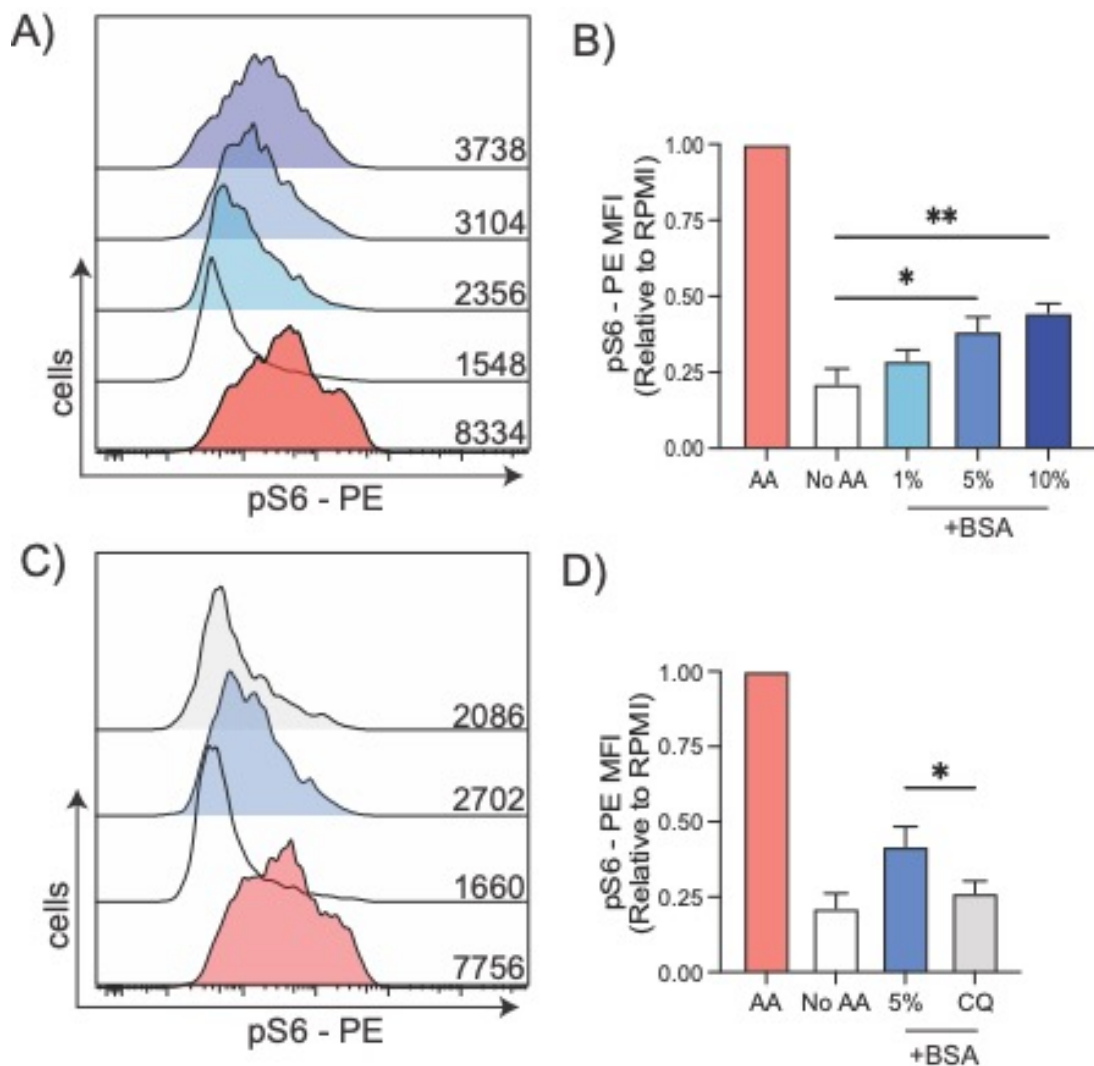 A)
3738
3104
2356
1548
8334
cells
pS6 - PE
B)
pS6 - PE MFI
(Relative to RPMI)
1.00
0.75
0.50
0.25
0.00
**
*
AA No AA 1% 5% 10%
+BSA
C)
2086
2702
1660
7756
cells
pS6 - PE
D)
pS6 - PE MFI
(Relative to RPMI)
1.00
0.75
0.50
0.25
0.00
*
AA No AA 5% CQ
+BSA